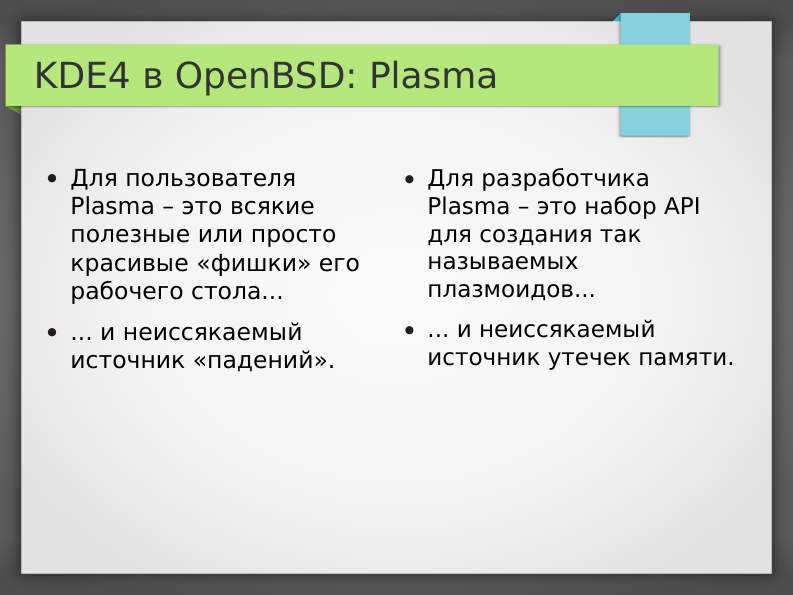 KDE4 в OpenBSD: Plasma
• Для пользователя
Plasma – это всякие
полезные или просто
красивые «фишки» его
рабочего стола...
• ... и неиссякаемый
источник «падений».
• Для разработчика
Plasma – это набор API
для создания так
называемых
плазмоидов...
• ... и неиссякаемый
источник утечек памяти.